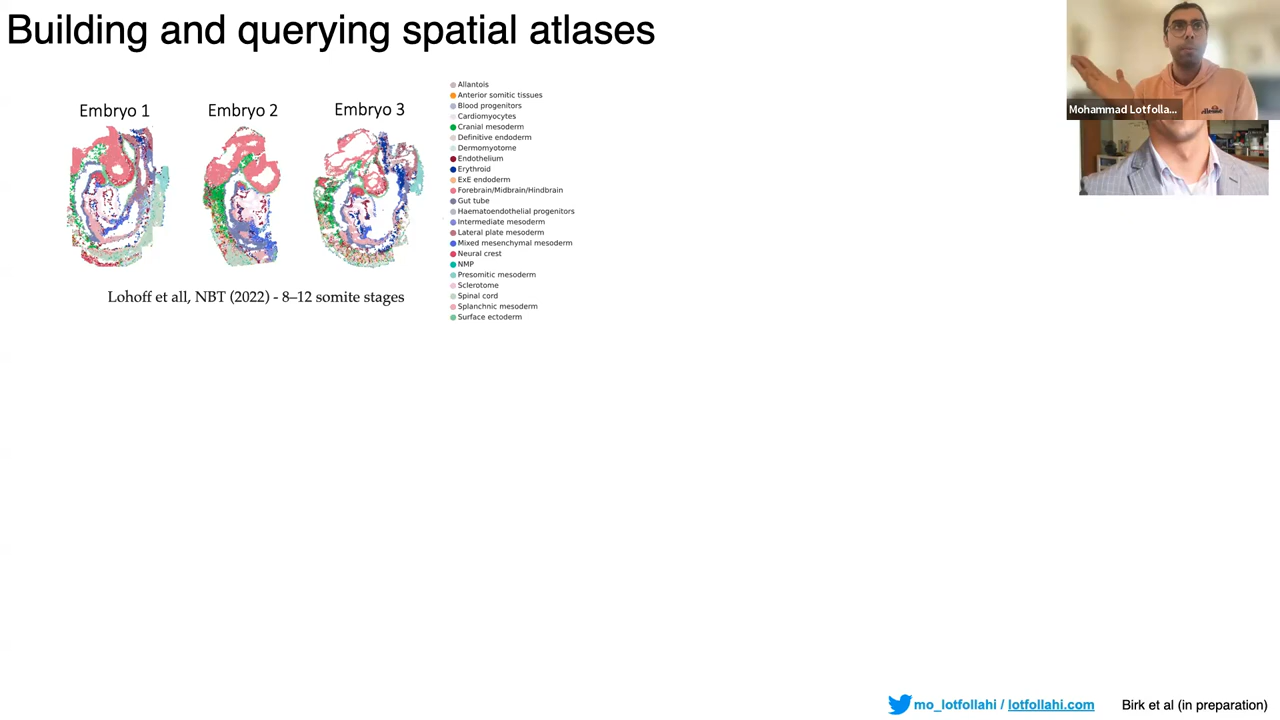 Building and querying spatial atlases
Mohammad Lotfolla...
Embryo 1
Embryo 2
Embryo 3
Allantois
Anterior somitic tissues
Blood progenitors
Cardiomyocytes
Cranial mesoderm
Definitive endoderm
Dermomyotome
Endothelium
Erythroid
ExE endoderm
Forebrain/Midbrain/Hindbrain
Gut tube
Haematoendothelial progenitors
Intermediate mesoderm
Lateral plate mesoderm
Mixed mesenchymal mesoderm
Neural crest
NMP
Presomitic mesoderm
Sclerotome
Spinal cord
Splanchnic mesoderm
Surface ectoderm
Lohoff et all, NBT (2022) - 8–12 somite stages
mo_lotfollahi / lotfollahi.com
Birk et al (in preparation)